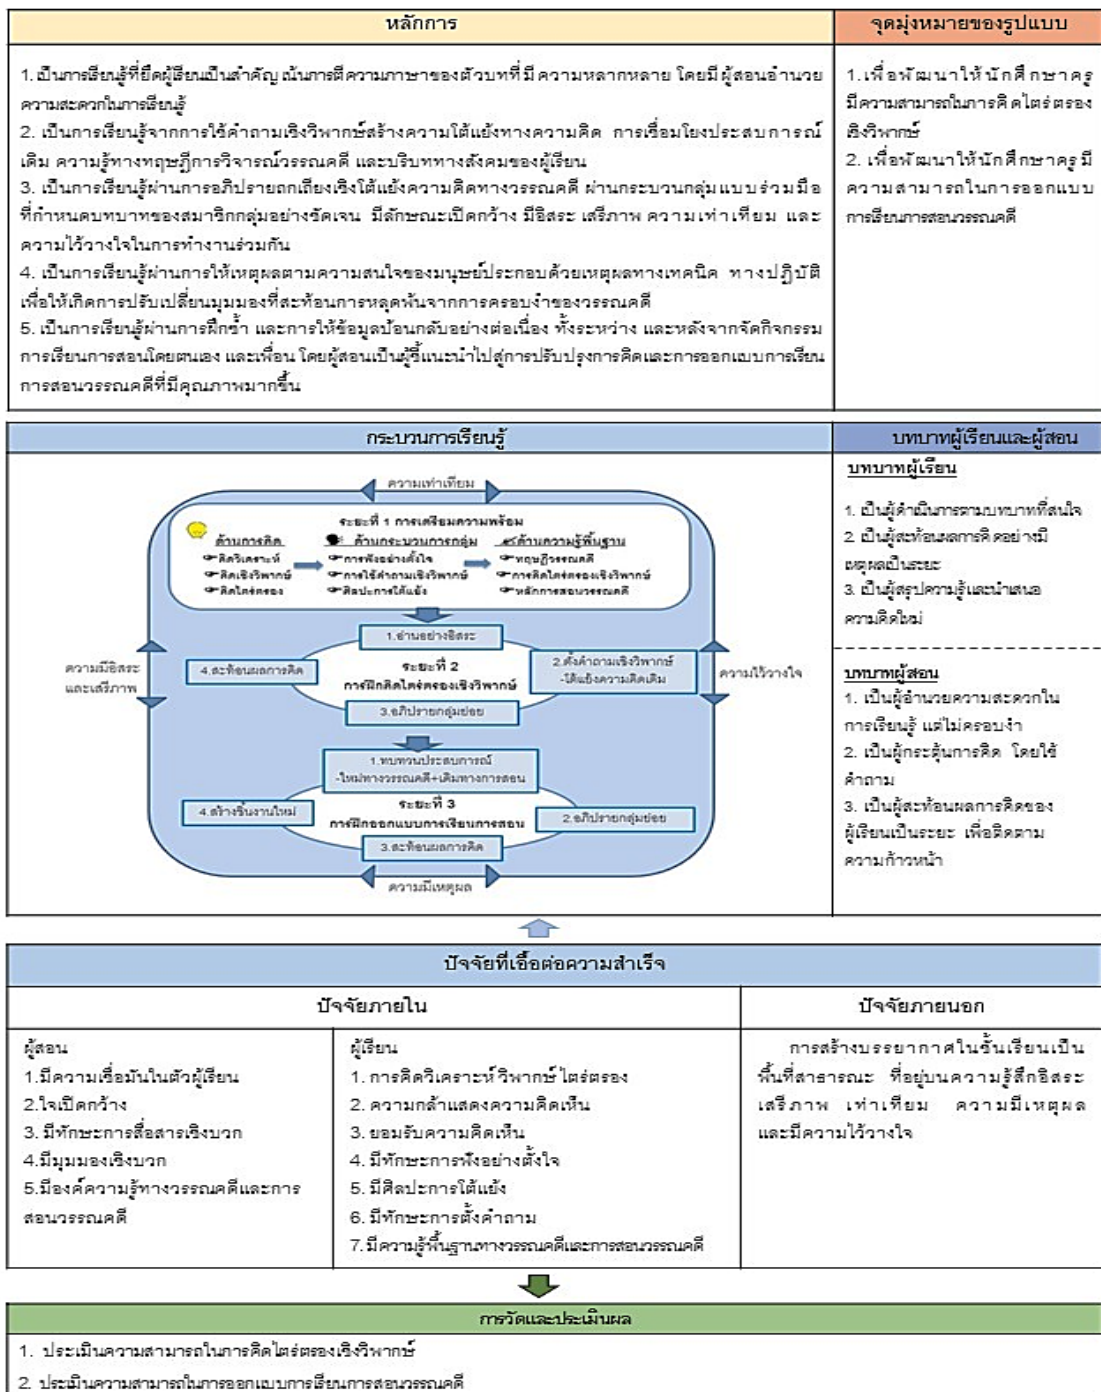 หลักการ
1. เป็นการเรียนรู้ที่ยึดผู้เรียนเป็นสำคัญ เน้นการตีความภาษาของตัวบทที่มีความหลากหลาย โดยมีผู้สอนอำนวย
ความสะดวกในการเรียนรู้
2. เป็นการเรียนรู้จากการใช้คำถามเชิงวิพากษ์สร้างความโต้แย้งทางความคิด การเชื่อมโยงประสบการณ์
เดิม ความรู้ทางทฤษฎีการวิจารณ์วรรณคดี และบริบททางสังคมของผู้เรียน
3. เป็นการเรียนรู้ผ่านการอภิปรายถกเถียงเชิงโต้แย้งความคิดทางวรรณคดี ผ่านกระบวนกลุ่มแบบร่วมมือ
ที่กำหนดบทบาทของสมาชิกกลุ่มอย่างชัดเจน มีลักษณะเปิดกว้าง มีอิสระ เสรีภาพ ความเท่าเทียม และ
ความไว้วางใจในการทำงานร่วมกัน
4. เป็นการเรียนรู้ผ่านการให้เหตุผลตามความสนใจของมนุษย์ประกอบด้วยเหตุผลทางเทคนิค ทางปฏิบัติ
เพื่อให้เกิดการปรับเปลี่ยนมุมมองที่สะท้อนการหลุดพ้นจากการครอบงำของวรรณคดี
5. เป็นการเรียนรู้ผ่านการฝึกซ้ำ และการให้ข้อมูลป้อนกลับอย่างต่อเนื่อง ทั้งระหว่าง และหลังจากจัดกิจกรรม
การเรียนการสอนโดยตนเอง และเพื่อน โดยผู้สอนเป็นผู้ชี้แนะนำไปสู่การปรับปรุงการคิดและการออกแบบการเรียน
การสอนวรรณคดีที่มีคุณภาพมากขึ้น
จุดมุ่งหมายของรูปแบบ
1. เพื่อพัฒนาให้นักศึกษาครู
มีความสามารถในการคิดไตร่ตรอง
เชิงวิพากษ์
2. เพื่อพัฒนาให้นักศึกษาครูมี
ความสามารถในการออกแบบ
การเรียนการสอนวรรณคดี
กระบวนการเรียนรู้
ความเท่าเทียม
ระยะที่ 1 การเตรียมความพร้อม
ด้านการคิด
คิดวิเคราะห์
คิดเชิงวิพากษ์
คิดไตร่ตรอง
ด้านกระบวนการกลุ่ม
การฟังอย่างตั้งใจ
การใช้คำถามเชิงวิพากษ์
ศิลปะการโต้แย้ง
ด้านความรู้พื้นฐาน
ทฤษฎีวรรณคดี
การคิดไตร่ตรองเชิงวิพากษ์
หลักการสอนวรรณคดี
ความมีอิสระ
และเสรีภาพ
ความไว้วางใจ
1.อ่านอย่างอิสระ
4.สะท้อนผลการคิด
ระยะที่ 2
การฝึกคิดไตร่ตรองเชิงวิพากษ์
2.ตั้งคำถามเชิงวิพากษ์
-โต้แย้งความคิดเดิม
3.อภิปรายกลุ่มย่อย
1.ทบทวนประสบการณ์
-ใหม่ทางวรรณคดี+เดิมทางการสอน
4.สร้างชิ้นงานใหม่
ระยะที่ 3
การฝึกออกแบบการเรียนการสอน
2.อภิปรายกลุ่มย่อย
3.สะท้อนผลการคิด
ความมีเหตุผล
บทบาทผู้เรียนและผู้สอน
บทบาทผู้เรียน
1. เป็นผู้ดำเนินการตามบทบาทที่สนใจ
2. เป็นผู้สะท้อนผลการคิดอย่างมี
เหตุผลเป็นระยะ
3. เป็นผู้สรุปความรู้และนำเสนอ
ความคิดใหม่
บทบาทผู้สอน
1. เป็นผู้อำนวยความสะดวกใน
การเรียนรู้ แต่ไม่ครอบงำ
2. เป็นผู้กระตุ้นการคิด โดยใช้
คำถาม
3. เป็นผู้สะท้อนผลการคิดของ
ผู้เรียนเป็นระยะ เพื่อติดตาม
ความก้าวหน้า
ปัจจัยที่เอื้อต่อความสำเร็จ
ปัจจัยภายใน
ปัจจัยภายนอก
ผู้สอน
1.มีความเชื่อมันในตัวผู้เรียน
2.ใจเปิดกว้าง
3. มีทักษะการสื่อสารเชิงบวก
4.มีมุมมองเชิงบวก
5.มีองค์ความรู้ทางวรรณคดีและการ
สอนวรรณคดี
ผู้เรียน
1. การคิดวิเคราะห์ วิพากษ์ ไตร่ตรอง
2. ความกล้าแสดงความคิดเห็น
3. ยอมรับความคิดเห็น
4. มีทักษะการฟังอย่างตั้งใจ
5. มีศิลปะการโต้แย้ง
6. มีทักษะการตั้งคำถาม
7. มีความรู้พื้นฐานทางวรรณคดีและการสอนวรรณคดี
การสร้างบรรยากาศในชั้นเรียนเป็น
พื้นที่สาธารณะ ที่อยู่บนความรู้สึกอิสระ
เสรีภาพ เท่าเทียม ความมีเหตุผล
และมีความไว้วางใจ
การวัดและประเมินผล
1. ประเมินความสามารถในการคิดไตร่ตรองเชิงวิพากษ์
2. ประเมินความสามารถในการออกแบบการเรียนการสอนวรรณคดี